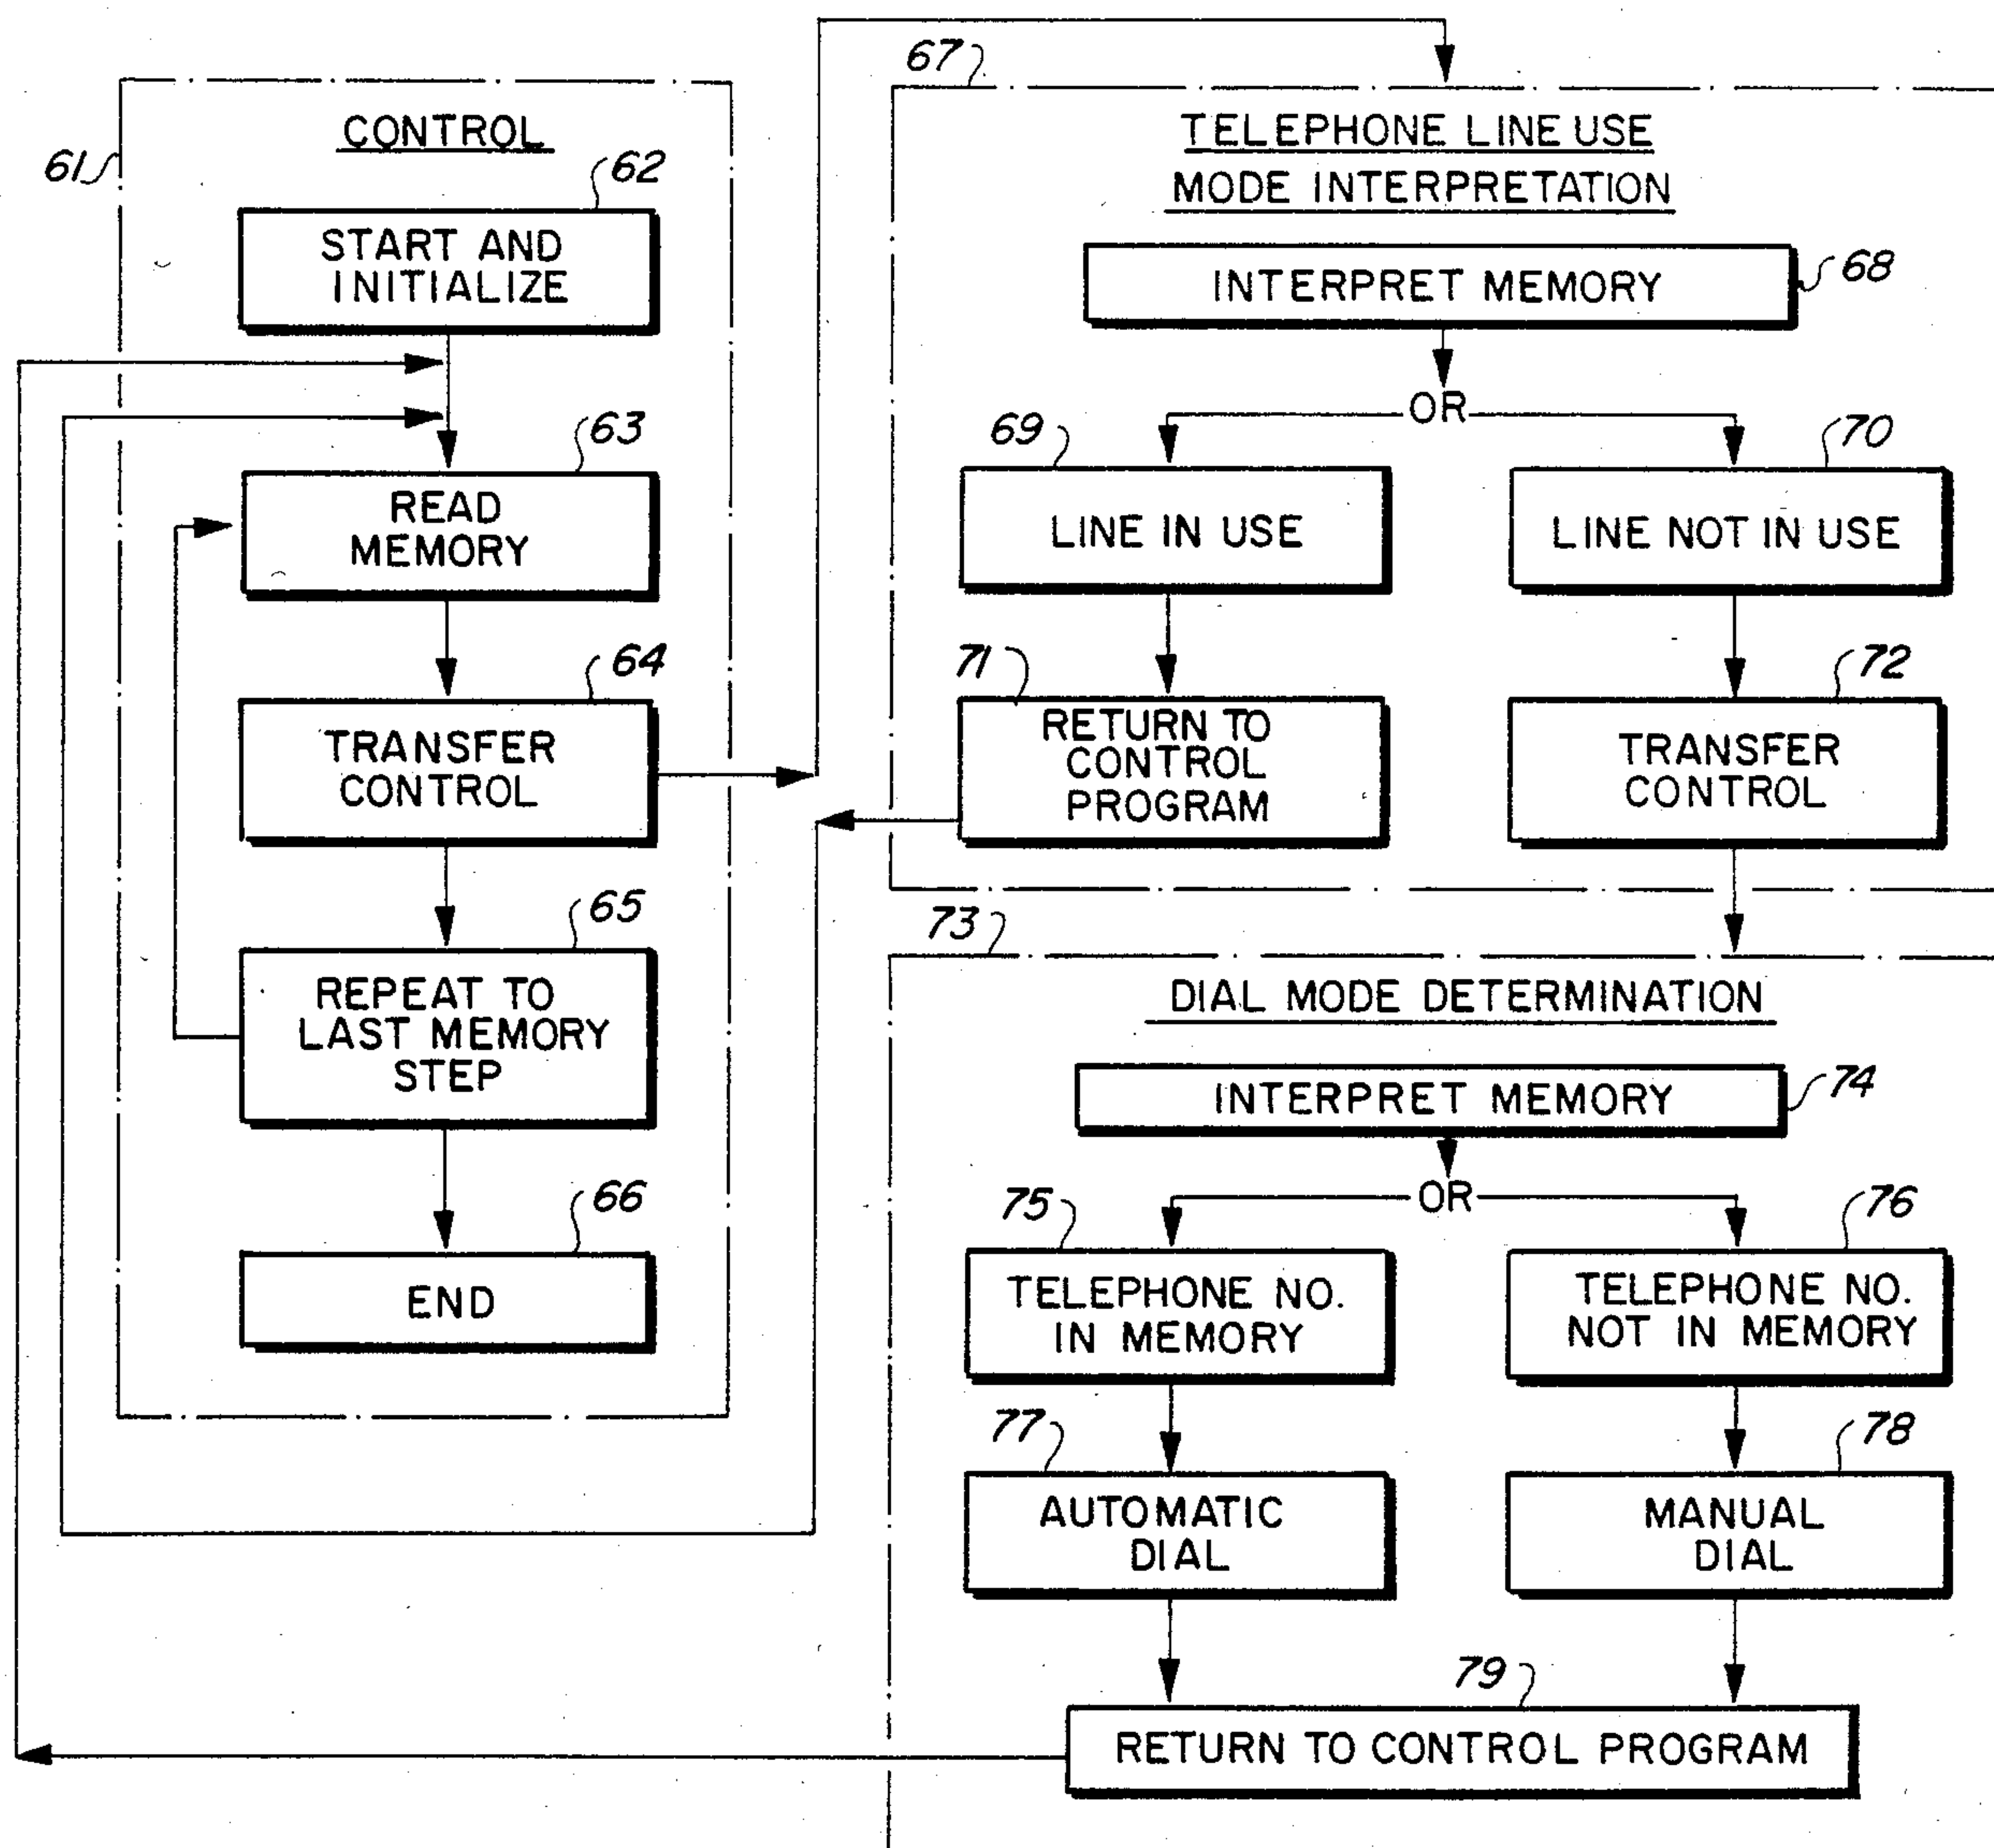 61
CONTROL
62
START AND
INITIALIZE
63
READ
MEMORY
64
TRANSFER
CONTROL
65
REPEAT TO
LAST MEMORY
STEP
66
END
67
TELEPHONE LINE USE
MODE INTERPRETATION
INTERPRET MEMORY
68
OR
69
LINE IN USE
70
LINE NOT IN USE
71
RETURN TO
CONTROL
PROGRAM
72
TRANSFER
CONTROL
73
DIAL MODE DETERMINATION
INTERPRET MEMORY
74
OR
75
TELEPHONE NO.
IN MEMORY
76
TELEPHONE NO.
NOT IN MEMORY
77
AUTOMATIC
DIAL
78
MANUAL
DIAL
79
RETURN TO CONTROL PROGRAM